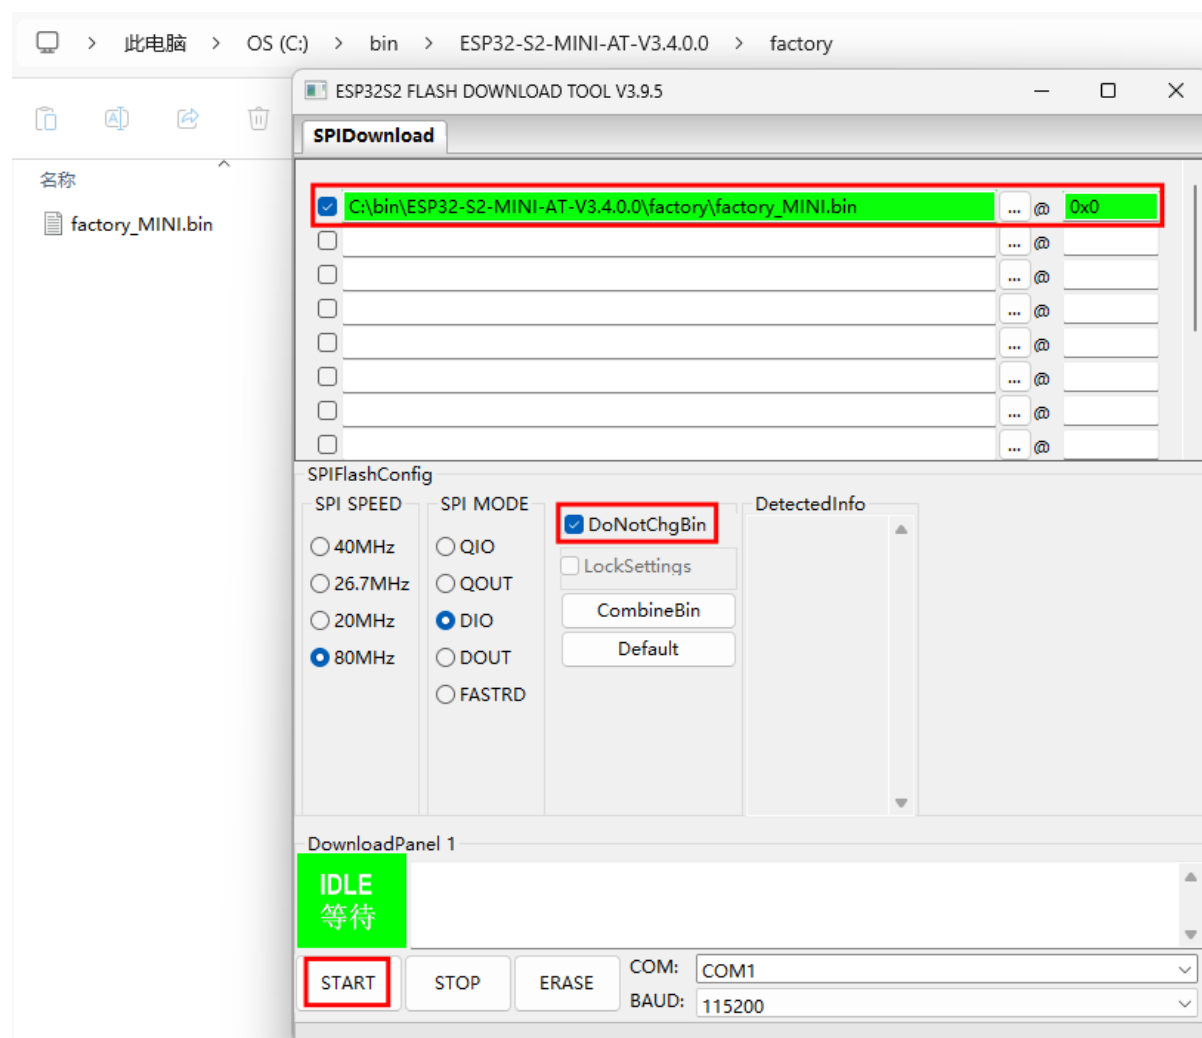 此电脑 > OS (C:) > bin > ESP32-S2-MINI-AT-V3.4.0.0 > factory
名称
factory_MINI.bin
ESP32S2 FLASH DOWNLOAD TOOL V3.9.5
SPIDownload
C:\bin\ESP32-S2-MINI-AT-V3.4.0.0\factory\factory_MINI.bin ... @ 0x0
... @
... @
... @
... @
... @
... @
... @
SPIFlashConfig
SPI SPEED
40MHz
26.7MHz
20MHz
80MHz
SPI MODE
QIO
QOUT
DIO
DOUT
FASTRD
DoNotChgBin
LockSettings
CombineBin
Default
DetectedInfo
DownloadPanel 1
IDLE
等待
START STOP ERASE
COM: COM1
BAUD: 115200